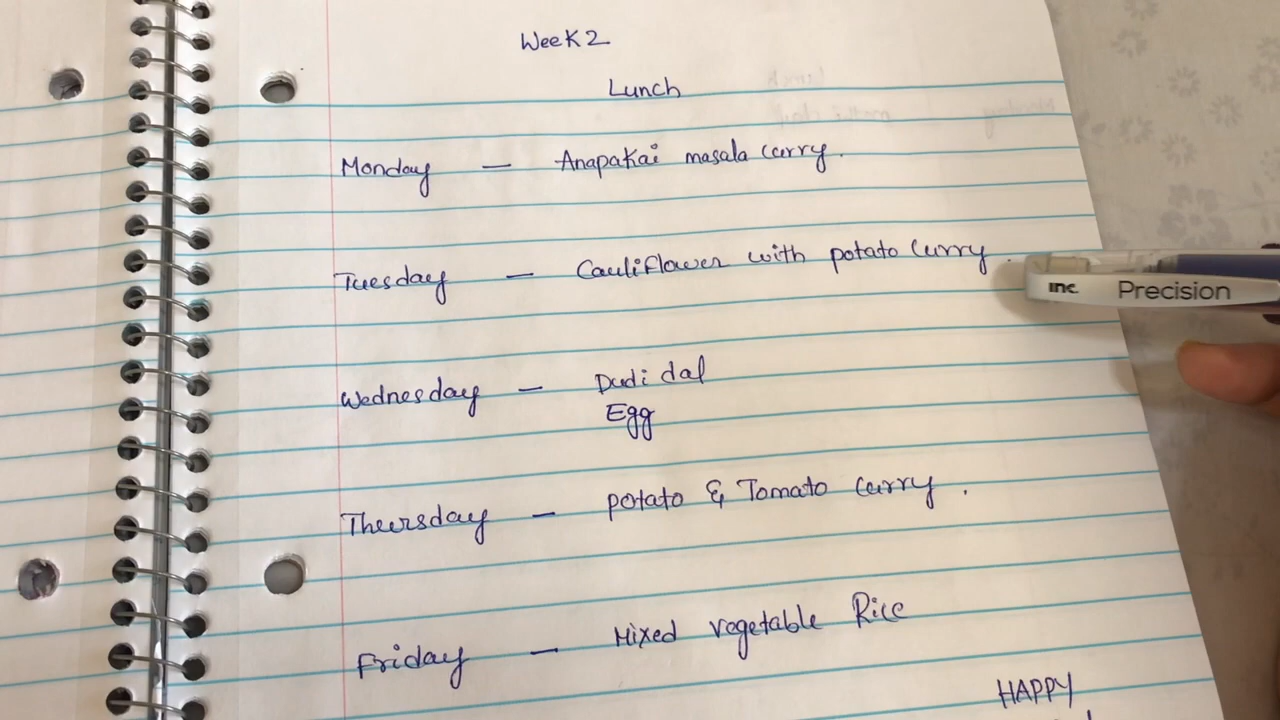 Week 2
Lunch
Monday — Anapakai masala curry.
Tuesday — Cauliflower with potato curry.
inc. Precision
Wednesday — Dudi dal
Egg
Thursday — potato & Tomato curry.
Friday — Mixed vegetable Rice
HAPPY